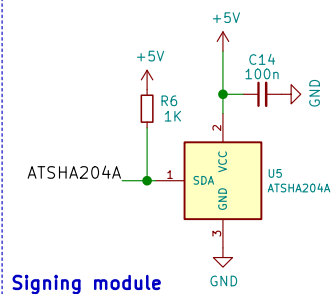 +5V
+5V
C14
100n
GND
R6
1K
2
VCC
ATSHA204A
1
SDA
GND
U5
ATSHA204A
3
GND
Signing module